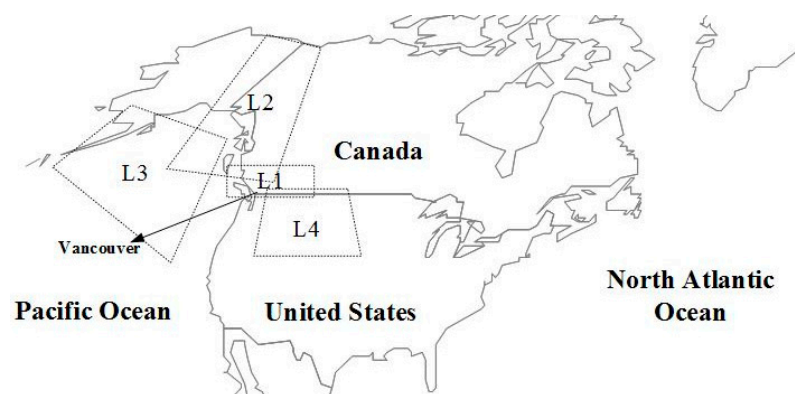 L2
Canada
L3
L1
L4
Vancouver
North Atlantic
Ocean
Pacific Ocean
United States